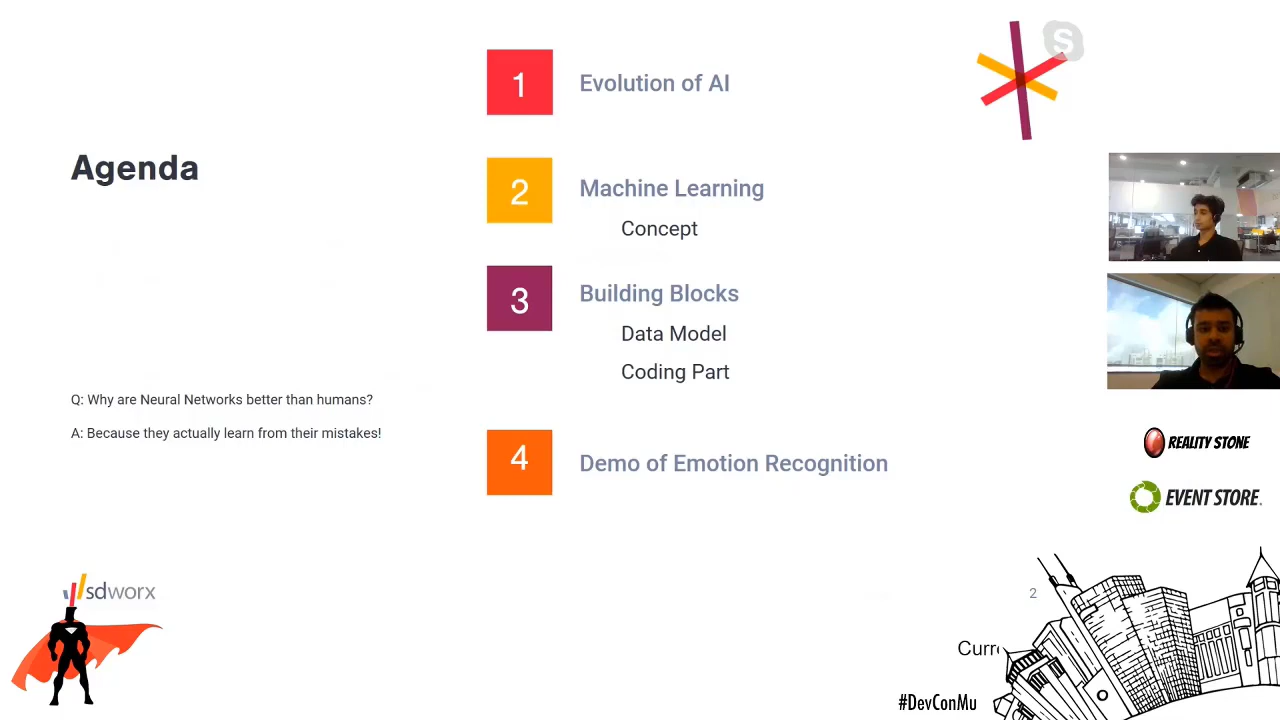 Agenda
Q: Why are Neural Networks better than humans?
A: Because they actually learn from their mistakes!
1
Evolution of AI
2
Machine Learning
Concept
3
Building Blocks
Data Model
Coding Part
4
Demo of Emotion Recognition
S
REALITY STONE
EVENT STORE.
sdworx
2
Curre
#DevConMu